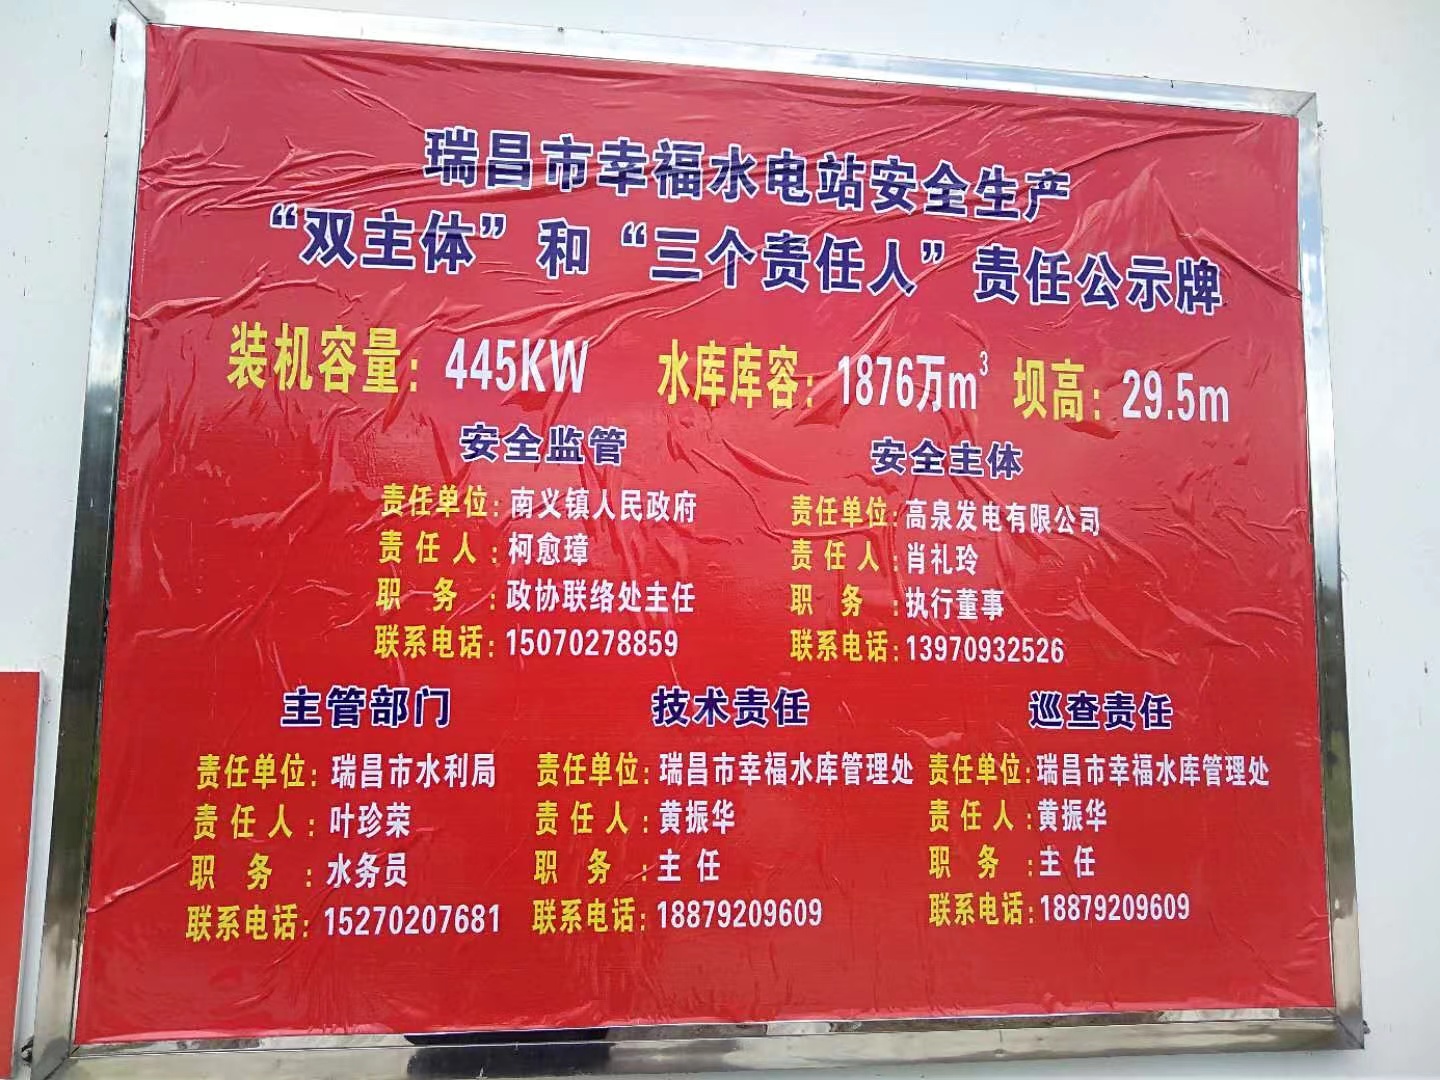 瑞昌市幸福水电站安全生产
“双主体”和“三个责任人”责任公示牌
装机容量：445KW 水库库容：1876万m³ 坝高：29.5m
安全监管
责任单位：南义镇人民政府
责任人：柯愈璋
职务：政协联络处主任
联系电话：15070278859
安全主体
责任单位：高泉发电有限公司
责任人：肖礼玲
职务：执行董事
联系电话：13970932526
主管部门
责任单位：瑞昌市水利局
责任人：叶珍荣
职务：水务员
联系电话：15270207681
技术责任
责任单位：瑞昌市幸福水库管理处
责任人：黄振华
职务：主任
联系电话：18879209609
巡查责任
责任单位：瑞昌市幸福水库管理处
责任人：黄振华
职务：主任
联系电话：18879209609